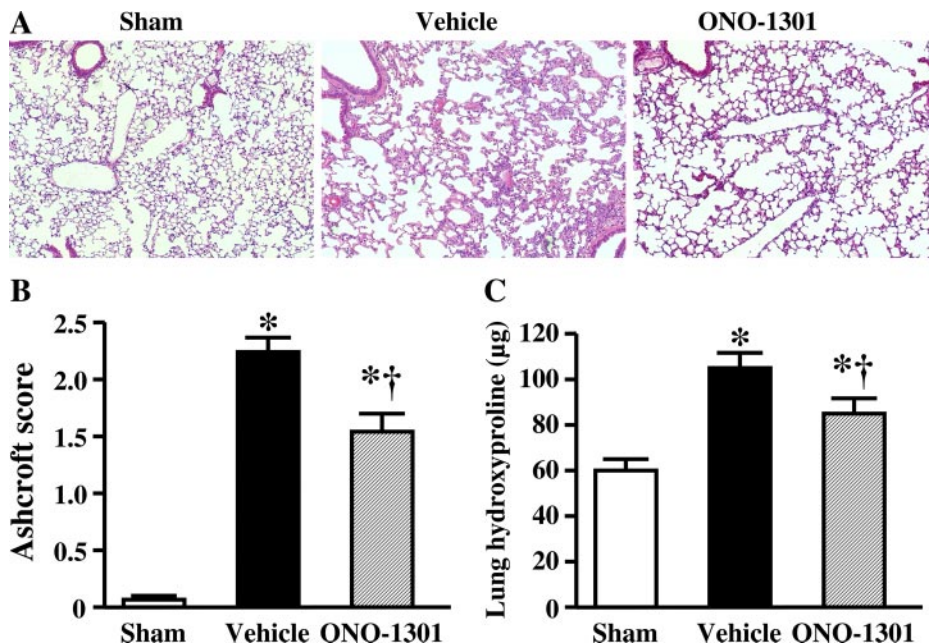 A
Sham
Vehicle
ONO-1301
B
Ashcroft score
2.5
2.0
1.5
1.0
0.5
0
*
*†
Sham
Vehicle
ONO-1301
C
Lung hydroxyproline (µg)
120
100
80
60
40
20
0
*
*†
Sham
Vehicle
ONO-1301